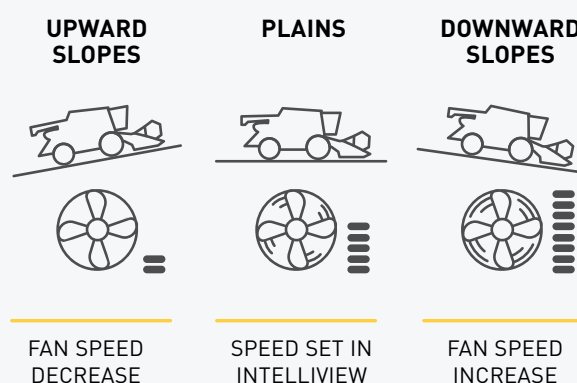 UPWARD
SLOPES
PLAINS
DOWNWARD
SLOPES
FAN SPEED
DECREASE
SPEED SET IN
INTELLIVIEW
FAN SPEED
INCREASE